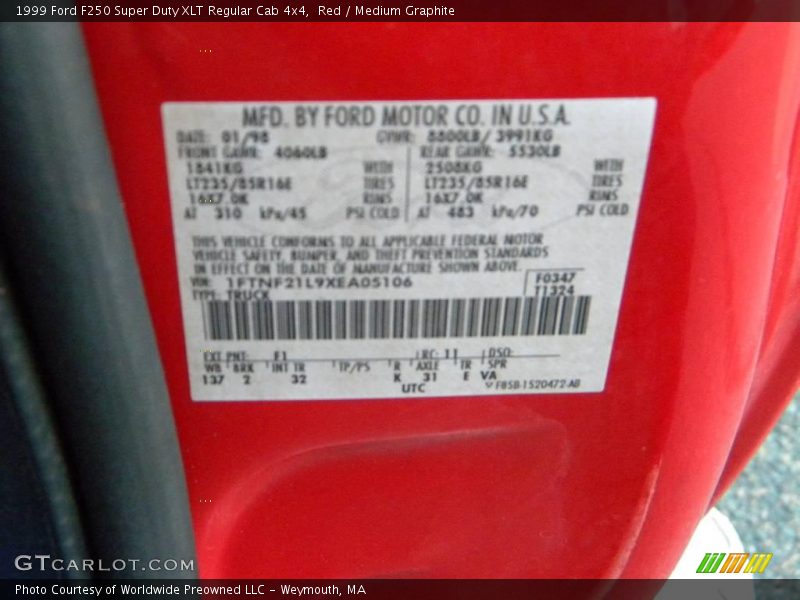 1999 Ford F250 Super Duty XLT Regular Cab 4x4,  Red / Medium Graphite
MFD. BY FORD MOTOR CO. IN U.S.A.
DATE: 01/98 GVWR: 8800LB/ 3991KG
FRONT GAWR: 4060LB REAR GAWR: 5530LB
1841KG WITH 2508KG WITH
LT235/85R16E TIRES LT235/85R16E TIRES
16X7.0K RIMS 16X7.0K RIMS
AT 310 kPa/45 PSI COLD AT 483 kPa/70 PSI COLD
THIS VEHICLE CONFORMS TO ALL APPLICABLE FEDERAL MOTOR
VEHICLE SAFETY, BUMPER, AND THEFT PREVENTION STANDARDS
IN EFFECT ON THE DATE OF MANUFACTURE SHOWN ABOVE.
VIN: 1FTNF21L9XEA05106 F0347
TYPE: TRUCK T1324
EXT PNT: F1 RC: 11 DSO:
WB BRK INT TR TP/PS R AXLE TR SPR
137 2 32 K 31 E VA
UTC F85B-1520472-AB
GTCARLOT.COM
Photo Courtesy of Worldwide Preowned LLC - Weymouth, MA